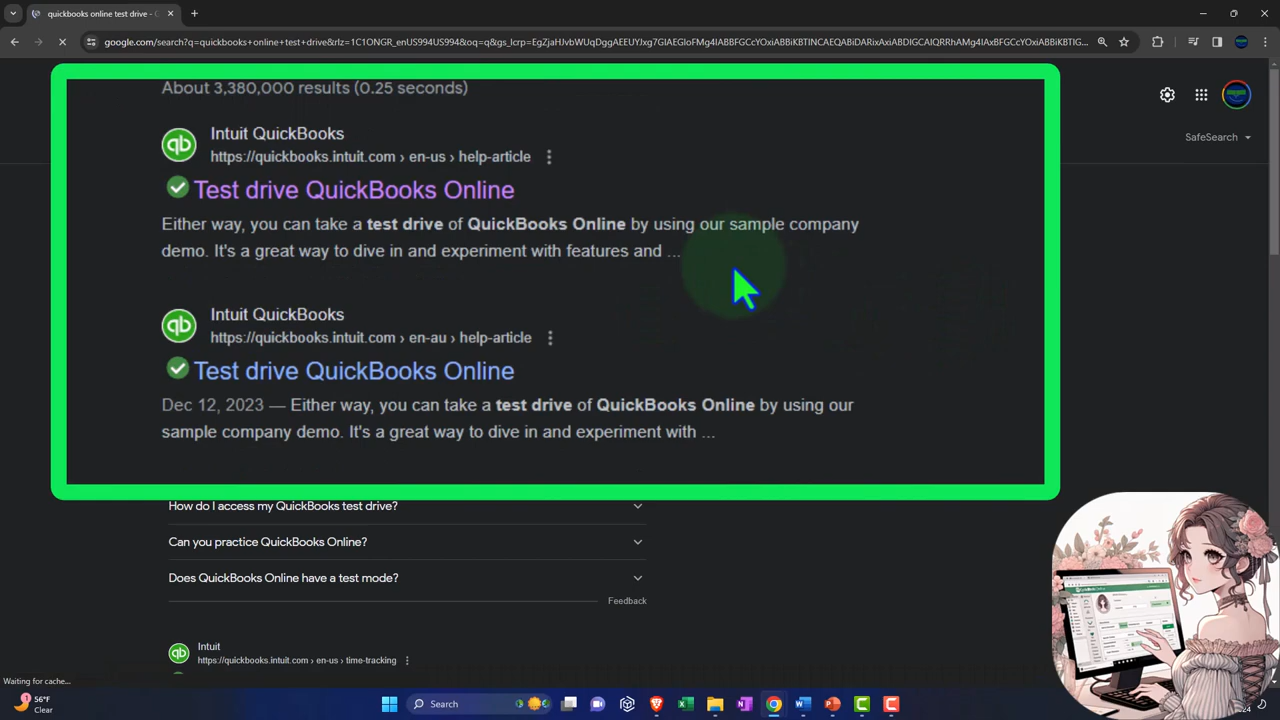 quickbooks online test drive -
google.com/search?q=quickbooks+online+test+drive&rlz=1C1ONGR_enUS994US994&oq=q&gs_lcrp=
About 3,380,000 results (0.25 seconds)
SafeSearch
qb
Intuit QuickBooks
https://quickbooks.intuit.com › en-us › help-article
Test drive QuickBooks Online
Either way, you can take a test drive of QuickBooks Online by using our sample company
demo. It's a great way to dive in and experiment with features and ...
qb
Intuit QuickBooks
https://quickbooks.intuit.com › en-au › help-article
Test drive QuickBooks Online
Dec 12, 2023 — Either way, you can take a test drive of QuickBooks Online by using our
sample company demo. It's a great way to dive in and experiment with ...
How do I access my QuickBooks test drive?
Can you practice QuickBooks Online?
Does QuickBooks Online have a test mode?
Feedback
qb
Intuit
https://quickbooks.intuit.com › en-us › time-tracking
Waiting for cache...
1
56°F
Clear
Search